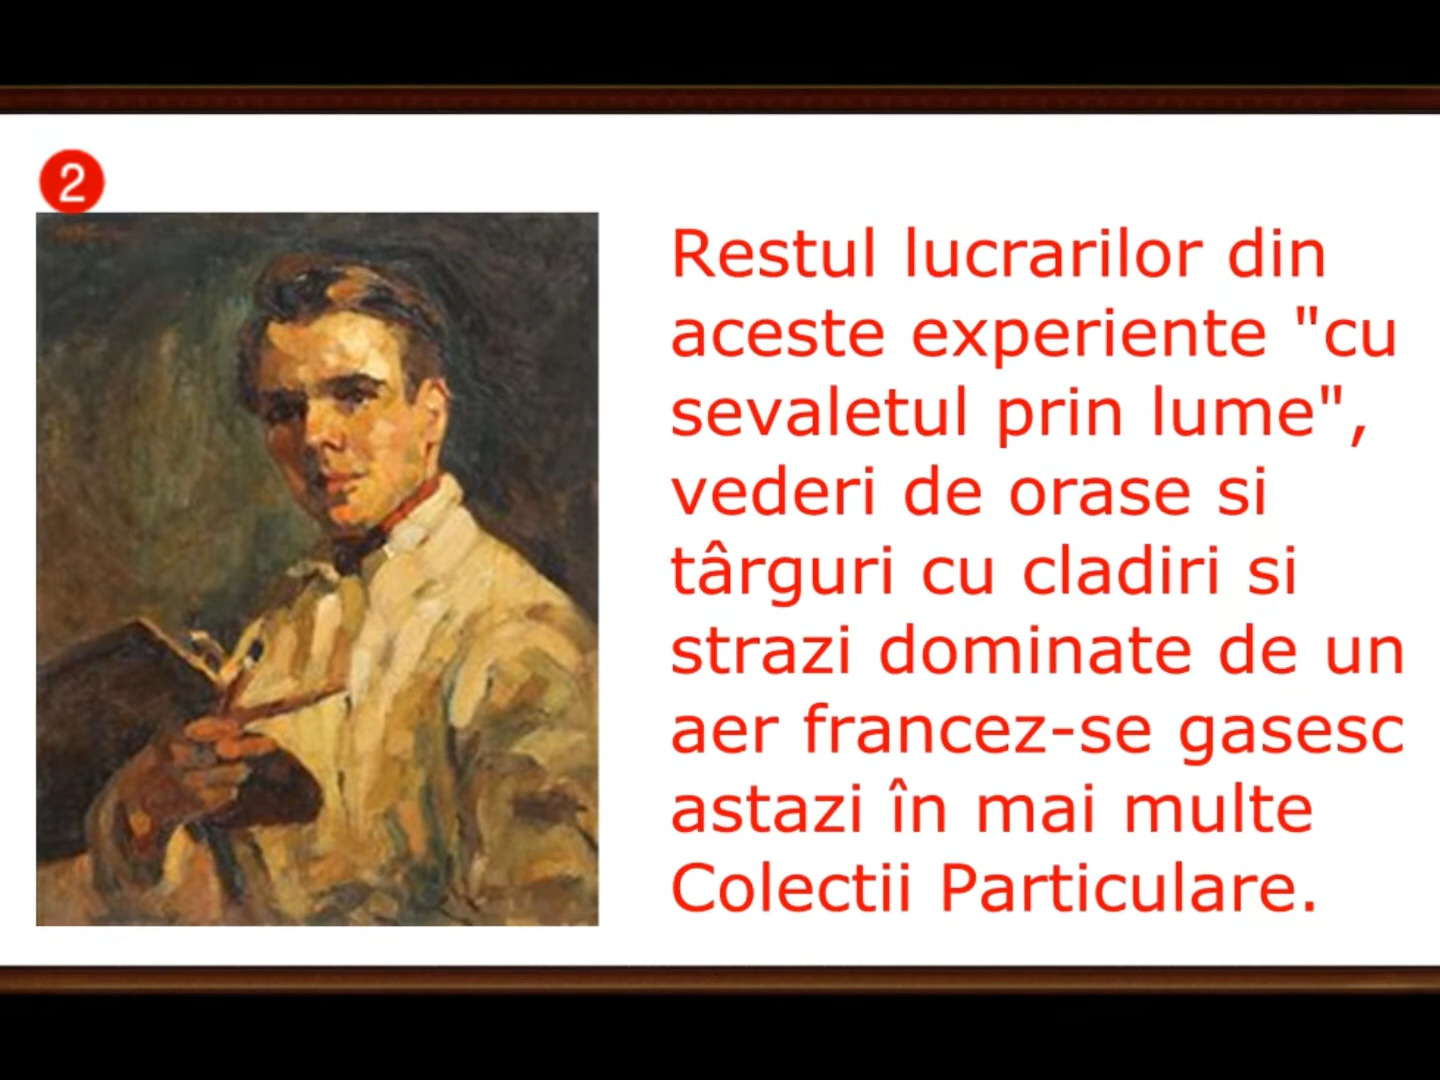 2
Restul lucrarilor din
aceste experiente "cu
sevaletul prin lume",
vederi de orase si
târguri cu cladiri si
strazi dominate de un
aer francez-se gasesc
astazi în mai multe
Colectii Particulare.